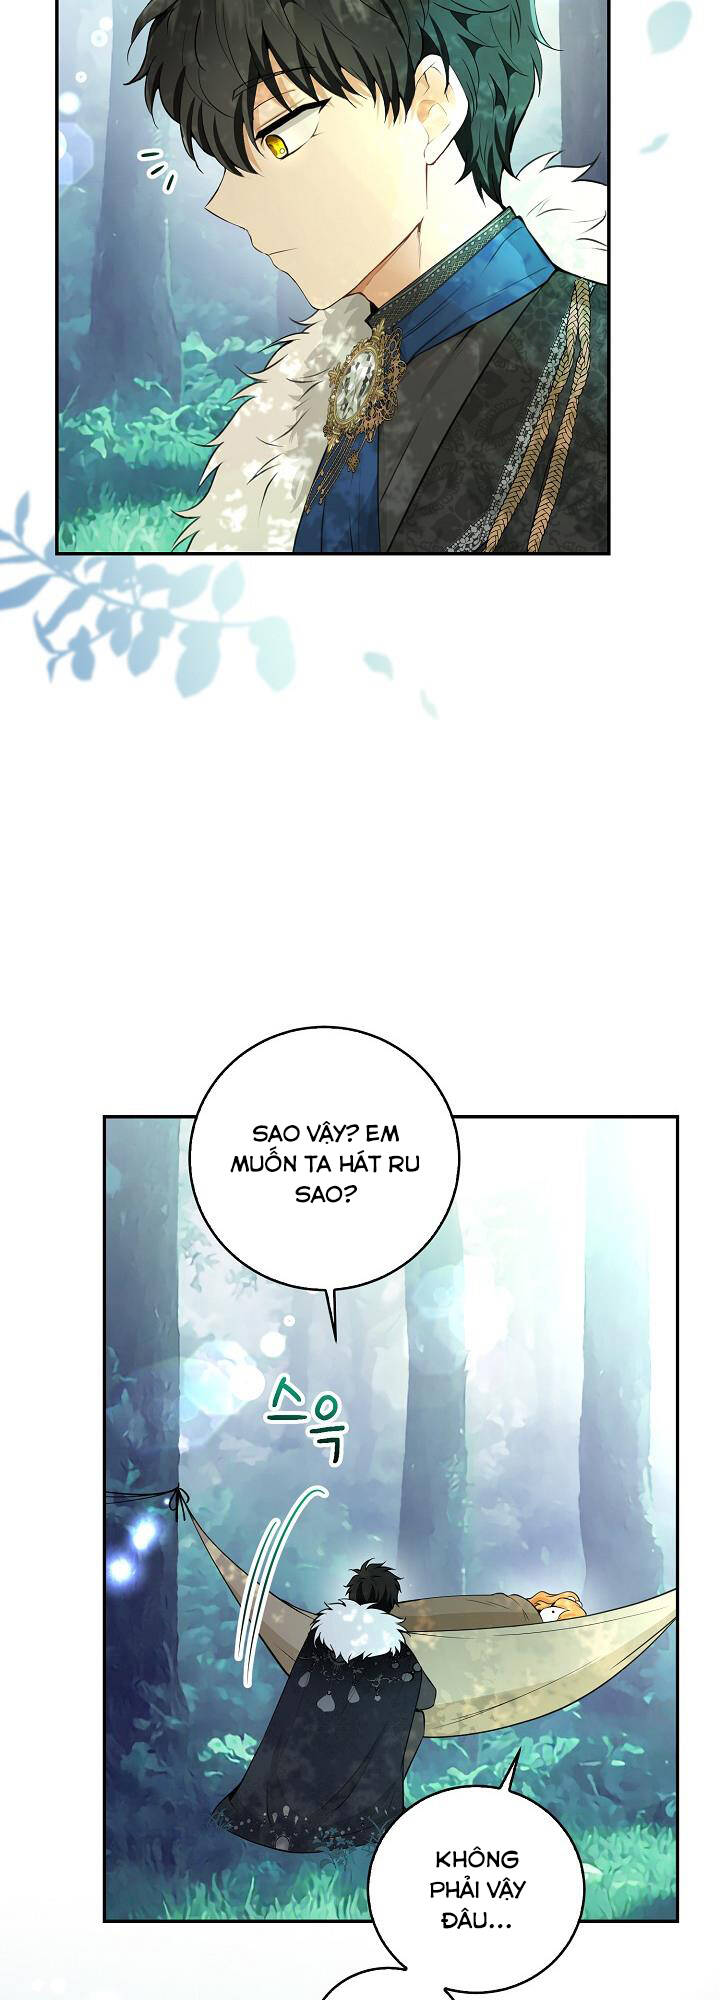 SAO VẬY? EM
MUỐN TA HÁT RU
SAO?
스윽
KHÔNG
PHẢI VẬY
ĐÂU...